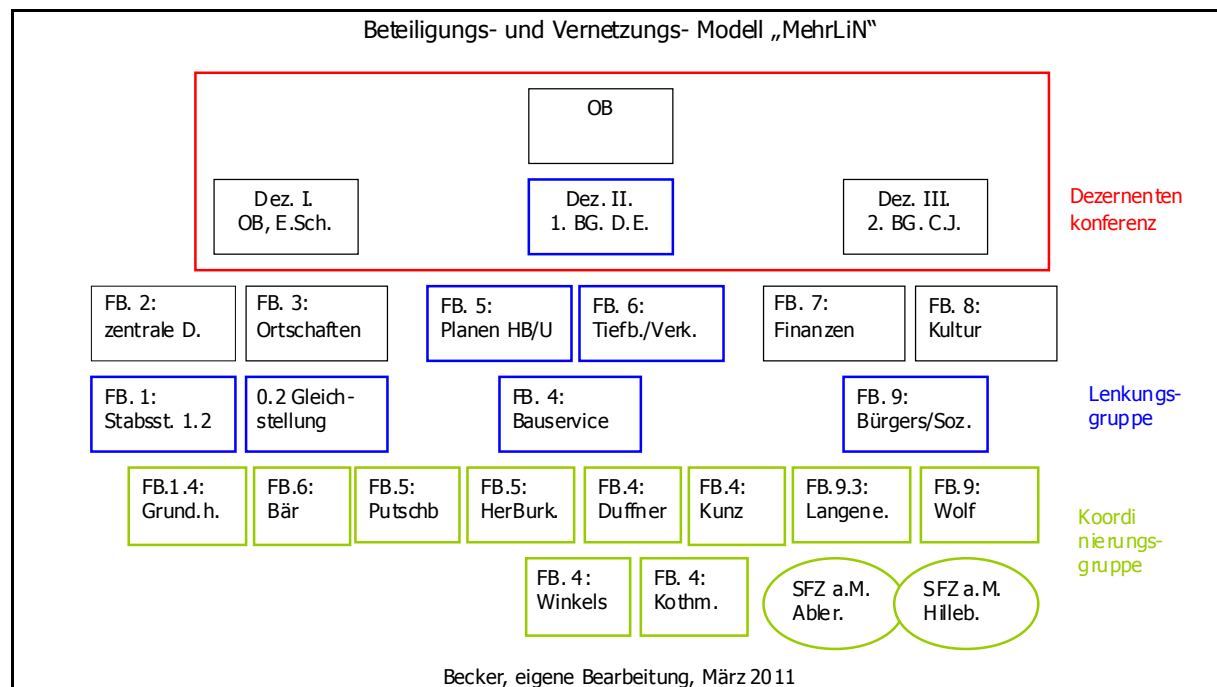 Beteiligungs- und Vernetzungs- Modell „MehrLiN“
OB
Dez. I.
OB, E.Sch.
Dez. II.
1. BG. D.E.
Dez. III.
2. BG. C.J.
Dezernenten
konferenz
FB. 2:
zentrale D.
FB. 3:
Ortschaften
FB. 5:
Planen HB/U
FB. 6:
Tiefb./Verk.
FB. 7:
Finanzen
FB. 8:
Kultur
FB. 1:
Stabsst. 1.2
0.2 Gleich-
stellung
FB. 4:
Bauservice
FB. 9:
Bürgers/Soz.
Lenkungs-
gruppe
FB.1.4:
Grund.h.
FB.6:
Bär
FB.5:
Putschb
FB.5:
HerBurk.
FB.4:
Duffner
FB.4:
Kunz
FB.9.3:
Langene.
FB.9:
Wolf
Koordi
nierungs-
gruppe
FB. 4:
Winkels
FB. 4:
Kothm.
SFZ a.M.
Abler.
SFZ a.M.
Hilleb.
Becker, eigene Bearbeitung, März 2011